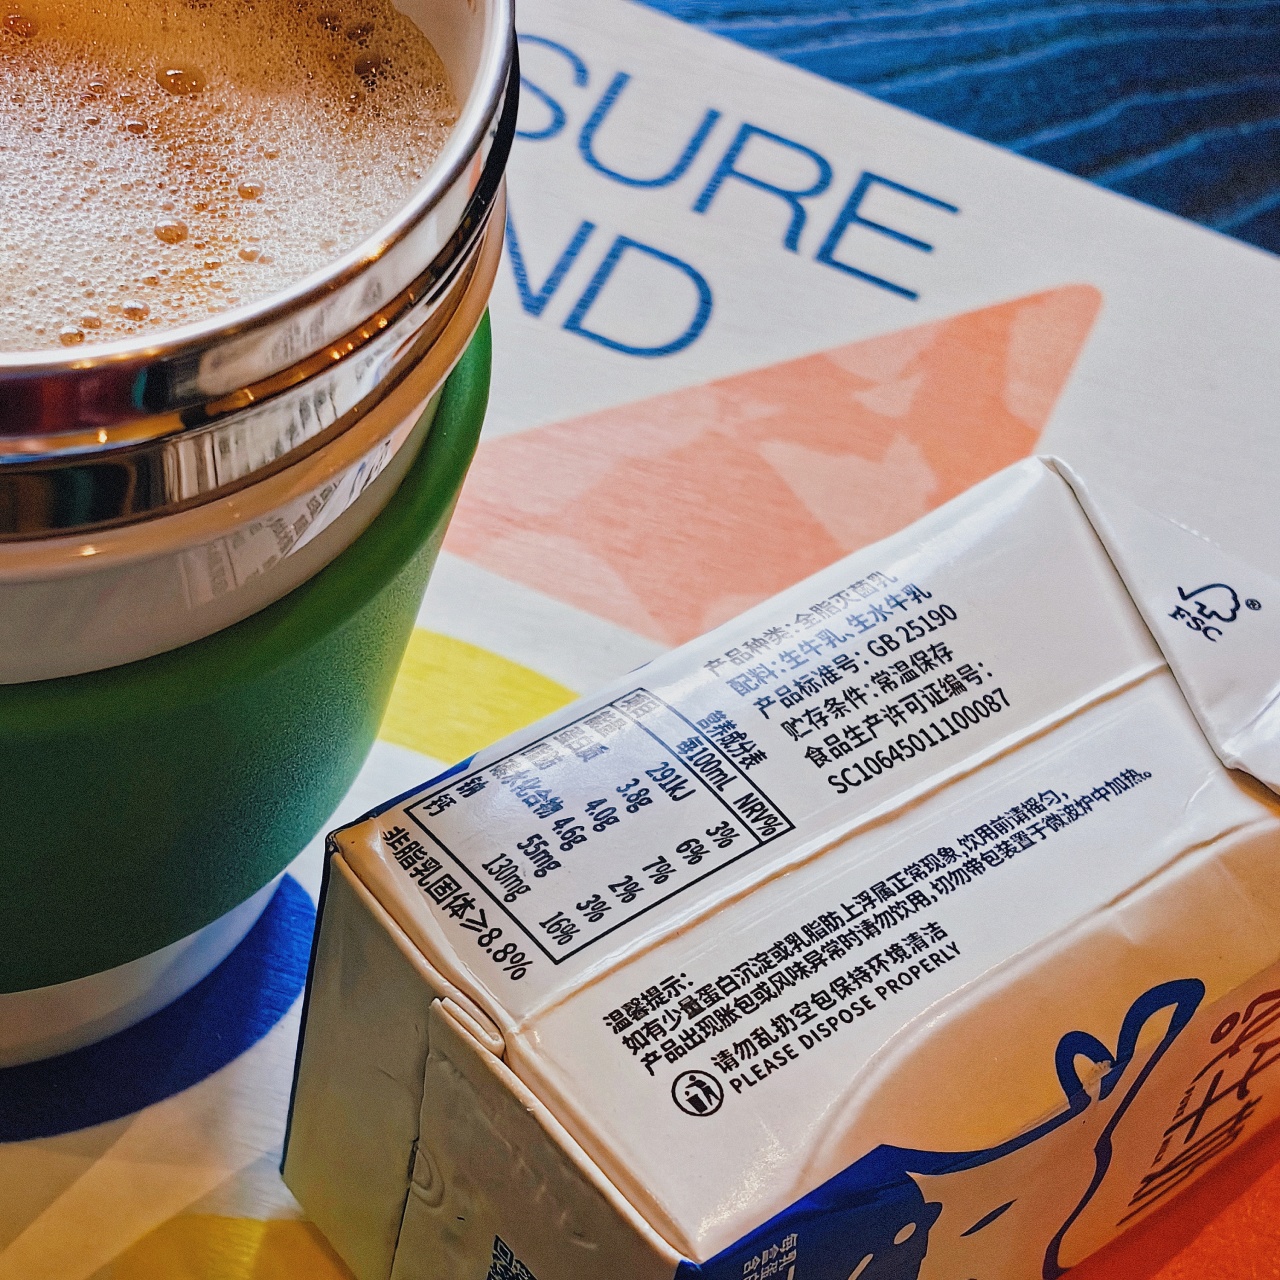 SURE
ND
FSC®
产品种类：全脂灭菌乳
配料：生牛乳、生水牛乳
产品标准号：GB 25190
贮存条件：常温保存
食品生产许可证编号：
SC10645011100087
营养成分表
项目 每100mL NRV%
能量 291kJ 3%
蛋白质 3.8g 6%
脂肪 4.0g 7%
碳水化合物 4.6g 2%
钠 55mg 3%
钙 130mg 16%
非脂乳固体≥8.8%
温馨提示：
如有少量蛋白沉淀或乳脂肪上浮属正常现象，饮用前请摇匀，
产品出现胀包或风味异常时请勿饮用，切勿带包装置于微波炉中加热。
请勿乱扔空包保持环境清洁
PLEASE DISPOSE PROPERLY